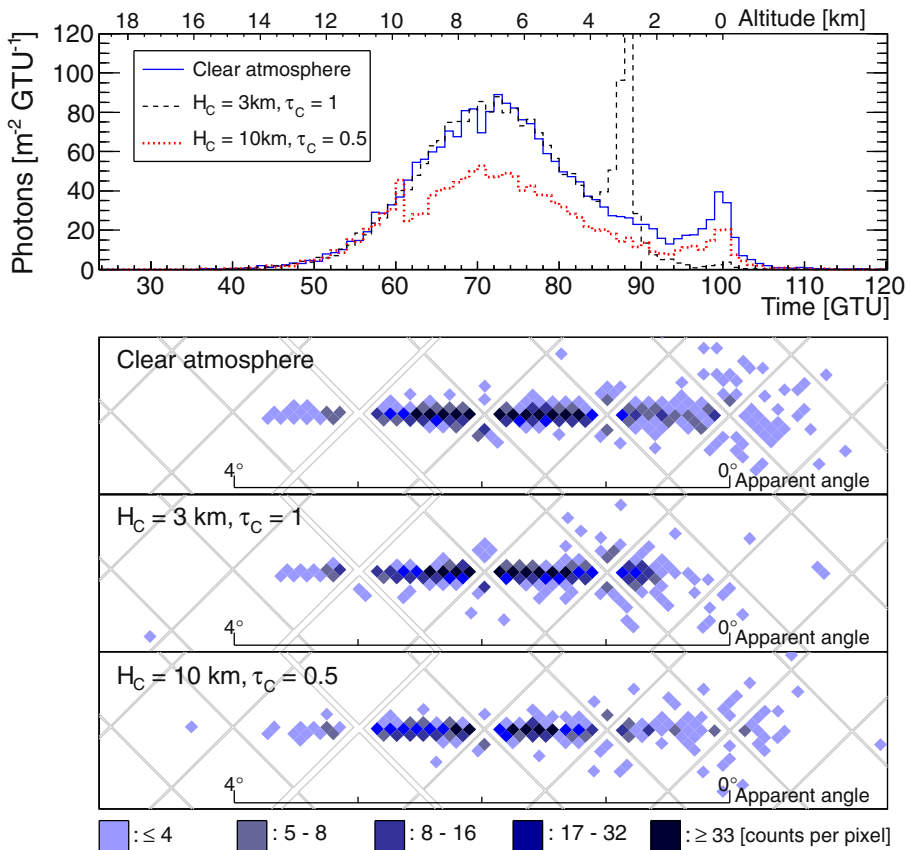 18 16 14 12 10 8 6 4 2 0 Altitude [km]
120
100
80
60
40
20
0
Photons [m⁻² GTU⁻¹]
Clear atmosphere
H_C = 3km, τ_C = 1
H_C = 10km, τ_C = 0.5
30 40 50 60 70 80 90 100 110 120
Time [GTU]
Clear atmosphere
4° 0°
Apparent angle
H_C = 3 km, τ_C = 1
4° 0°
Apparent angle
H_C = 10 km, τ_C = 0.5
4° 0°
Apparent angle
: ≤ 4 : 5 - 8 : 8 - 16 : 17 - 32 : ≥ 33 [counts per pixel]